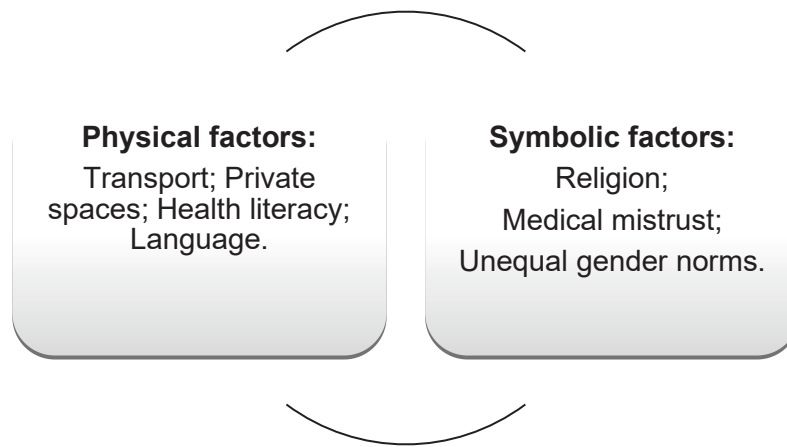 Physical factors:
Transport; Private
spaces; Health literacy;
Language.
Symbolic factors:
Religion;
Medical mistrust;
Unequal gender norms.